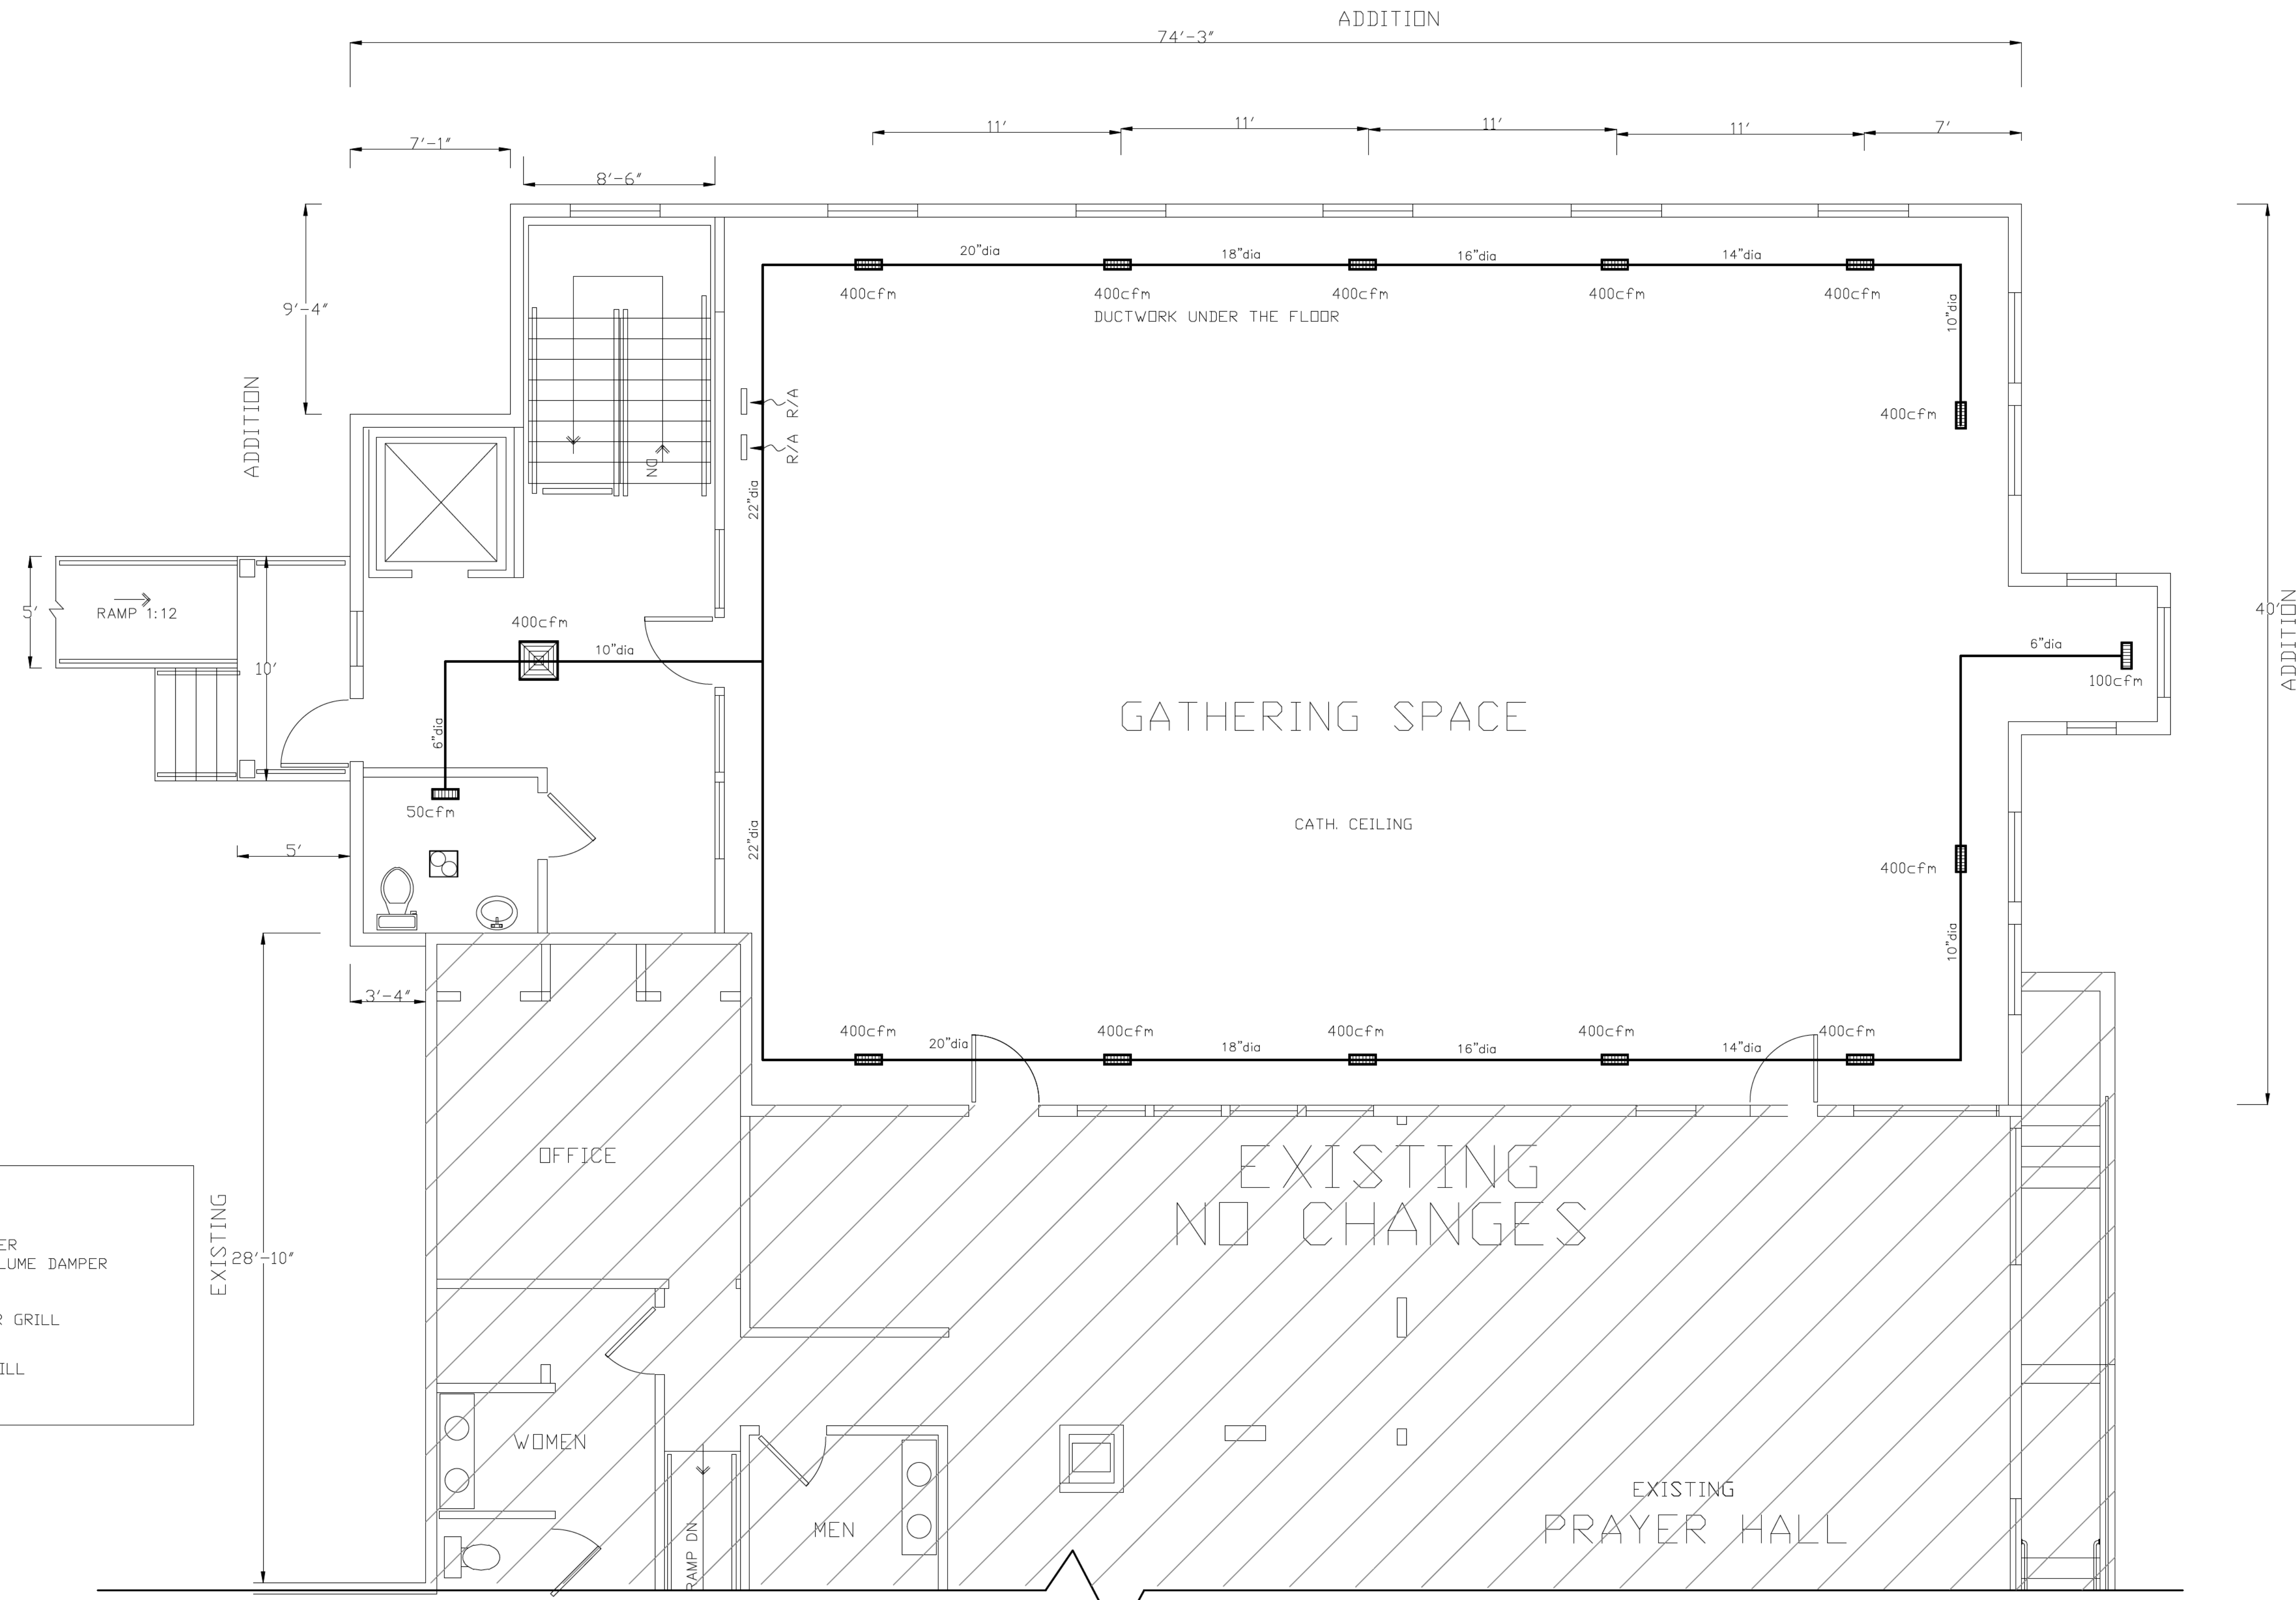 ADDITION
74'-3"
11'
11'
11'
11'
7'
7'-1"
8'-6"
20"dia
18"dia
16"dia
14"dia
400cfm
400cfm
400cfm
400cfm
400cfm
DUCTWORK UNDER THE FLOOR
10"dia
9'-4"
ADDITION
R/A
R/A
400cfm
DN
22"dia
5'
RAMP 1:12
10'
400cfm
10"dia
40'
ADDITION
6"dia
100cfm
GATHERING SPACE
6"dia
50cfm
CATH. CEILING
22"dia
5'
400cfm
10"dia
3'-4"
400cfm
400cfm
400cfm
400cfm
400cfm
20"dia
18"dia
16"dia
14"dia
OFFICE
EXISTING
NO CHANGES
EXISTING
28'-10"
ER
LUME DAMPER
R GRILL
ILL
WOMEN
MEN
RAMP DN
EXISTING
PRAYER HALL